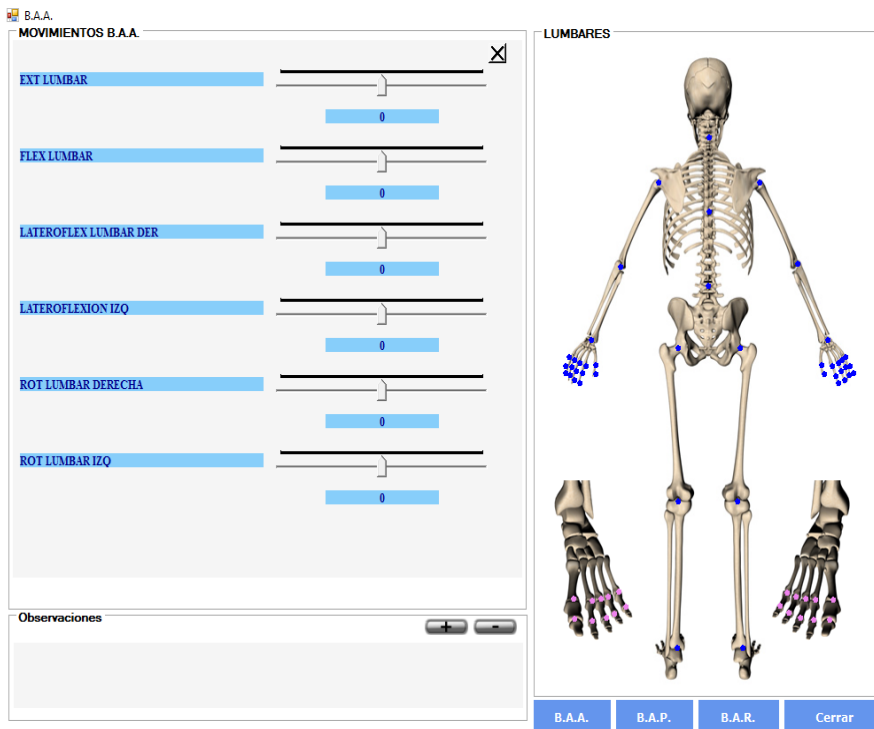 B.A.A.
MOVIMIENTOS B.A.A.
X
EXT LUMBAR
0
FLEX LUMBAR
0
LATEROFLEX LUMBAR DER
0
LATEROFLEXION IZQ
0
ROT LUMBAR DERECHA
0
ROT LUMBAR IZQ
0
Observaciones
+ -
LUMBARES
B.A.A. B.A.P. B.A.R. Cerrar